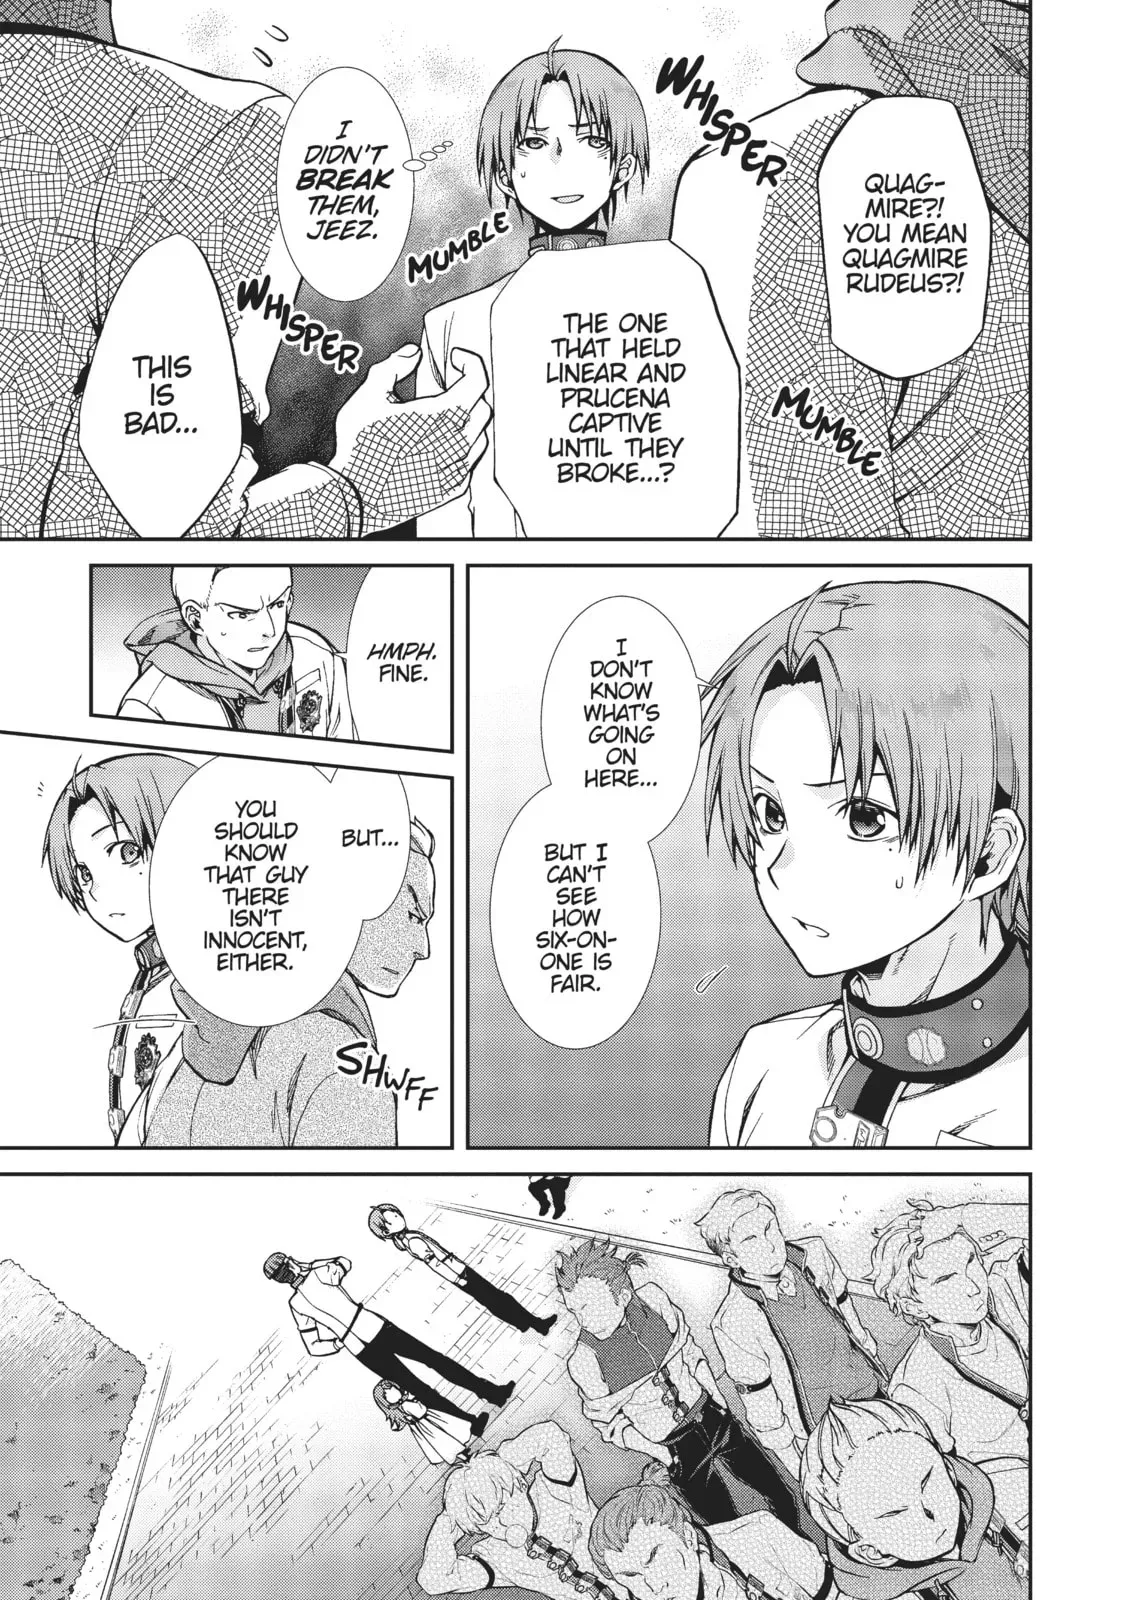 QUAG-
MIRE?!
YOU MEAN
QUAGMIRE
RUDEUS?!
WHISPER
MUMBLE
I
DIDN'T
BREAK
THEM,
JEEZ.
MUMBLE
THE ONE
THAT HELD
LINEAR AND
PRUCENA
CAPTIVE
UNTIL THEY
BROKE...?
WHISPER
THIS
IS
BAD...
I
DON'T
KNOW
WHAT'S
GOING
ON
HERE...
BUT I
CAN'T
SEE
HOW
SIX-ON-
ONE IS
FAIR.
HMPH.
FINE.
BUT...
YOU
SHOULD
KNOW
THAT GUY
THERE
ISN'T
INNOCENT,
EITHER.
SHWFF